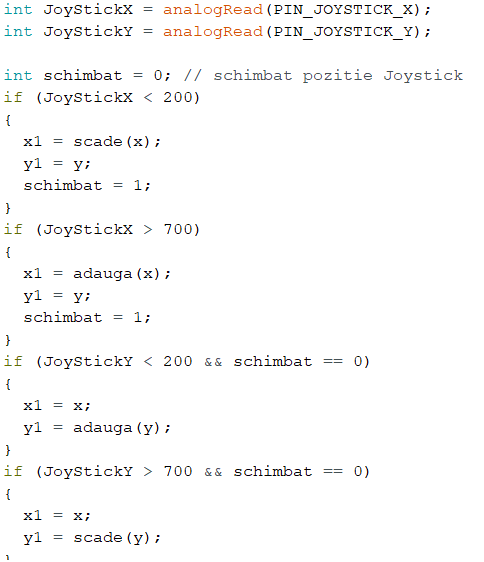 int JoyStickX = analogRead(PIN_JOYSTICK_X);
int JoyStickY = analogRead(PIN_JOYSTICK_Y);

int schimbat = 0; // schimbat pozitie Joystick
if (JoyStickX < 200)
{
  x1 = scade(x);
  y1 = y;
  schimbat = 1;
}
if (JoyStickX > 700)
{
  x1 = adauga(x);
  y1 = y;
  schimbat = 1;
}
if (JoyStickY < 200 && schimbat == 0)
{
  x1 = x;
  y1 = adauga(y);
}
if (JoyStickY > 700 && schimbat == 0)
{
  x1 = x;
  y1 = scade(y);
}